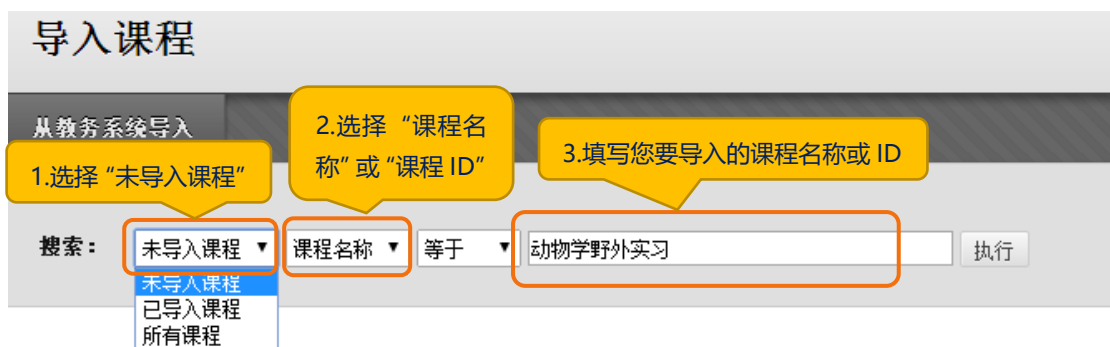 导入课程
从教务系统导入
1.选择“未导入课程”
2.选择“课程名
称”或“课程 ID”
3.填写您要导入的课程名称或 ID
搜索： 未导入课程 ▼ 课程名称 ▼ 等于 ▼ 动物学野外实习 执行
未导入课程
已导入课程
所有课程